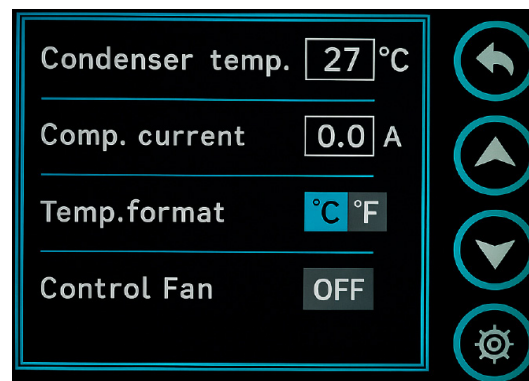 Condenser temp. 27 °C
Comp. current 0.0 A
Temp.format °C °F
Control Fan OFF